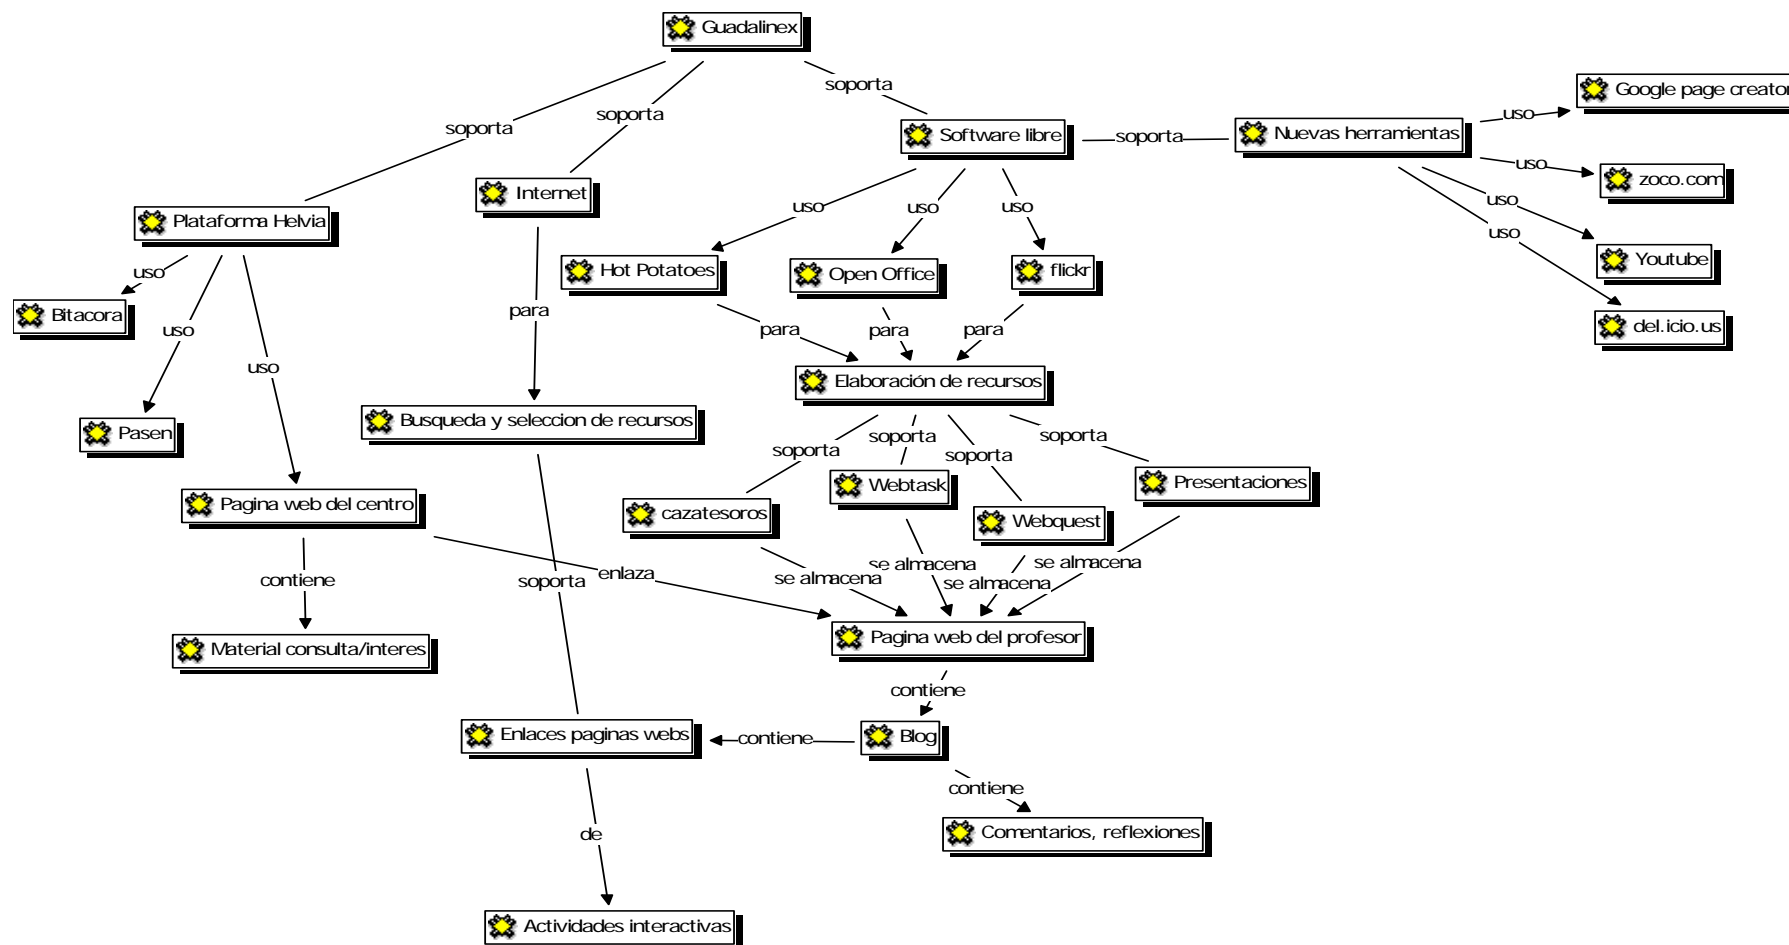 Guadalinex
soporta
soporta
soporta
Google page creator
uso
Software libre
soporta
Nuevas herramientas
uso
zoco.com
uso
Youtube
uso
del.icio.us
Internet
Plataforma Helvia
uso
uso
uso
Hot Potatoes
Open Office
flickr
uso
Bitacora
uso
Pasen
uso
para
para
para
para
Elaboración de recursos
Busqueda y seleccion de recursos
soporta
soporta
soporta
soporta
cazatesoros
Webtask
Webquest
Presentaciones
Pagina web del centro
contiene
soporta
enlaza
se almacena
se almacena
se almacena
se almacena
Material consulta/interes
Pagina web del profesor
contiene
Enlaces paginas webs
contiene
Blog
contiene
Comentarios, reflexiones
de
Actividades interactivas